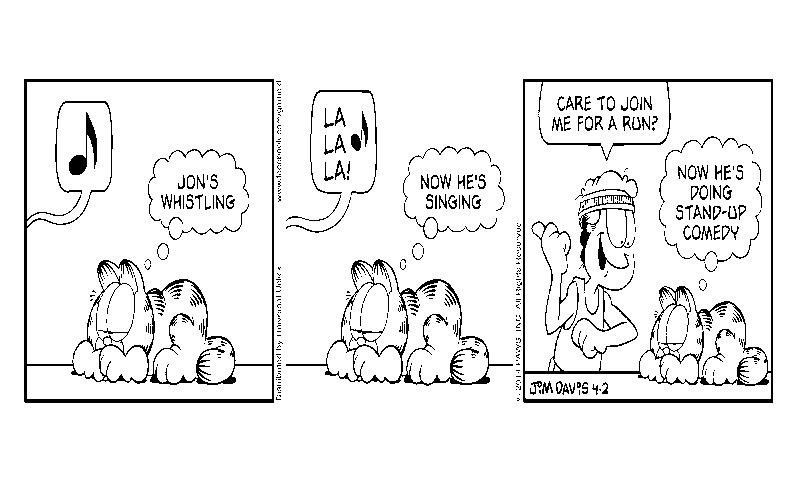 JON'S
WHISTLING
LA
LA
LA!
NOW HE'S
SINGING
CARE TO JOIN
ME FOR A RUN?
NOW HE'S
DOING
STAND-UP
COMEDY
JIM DAVIS 4-2